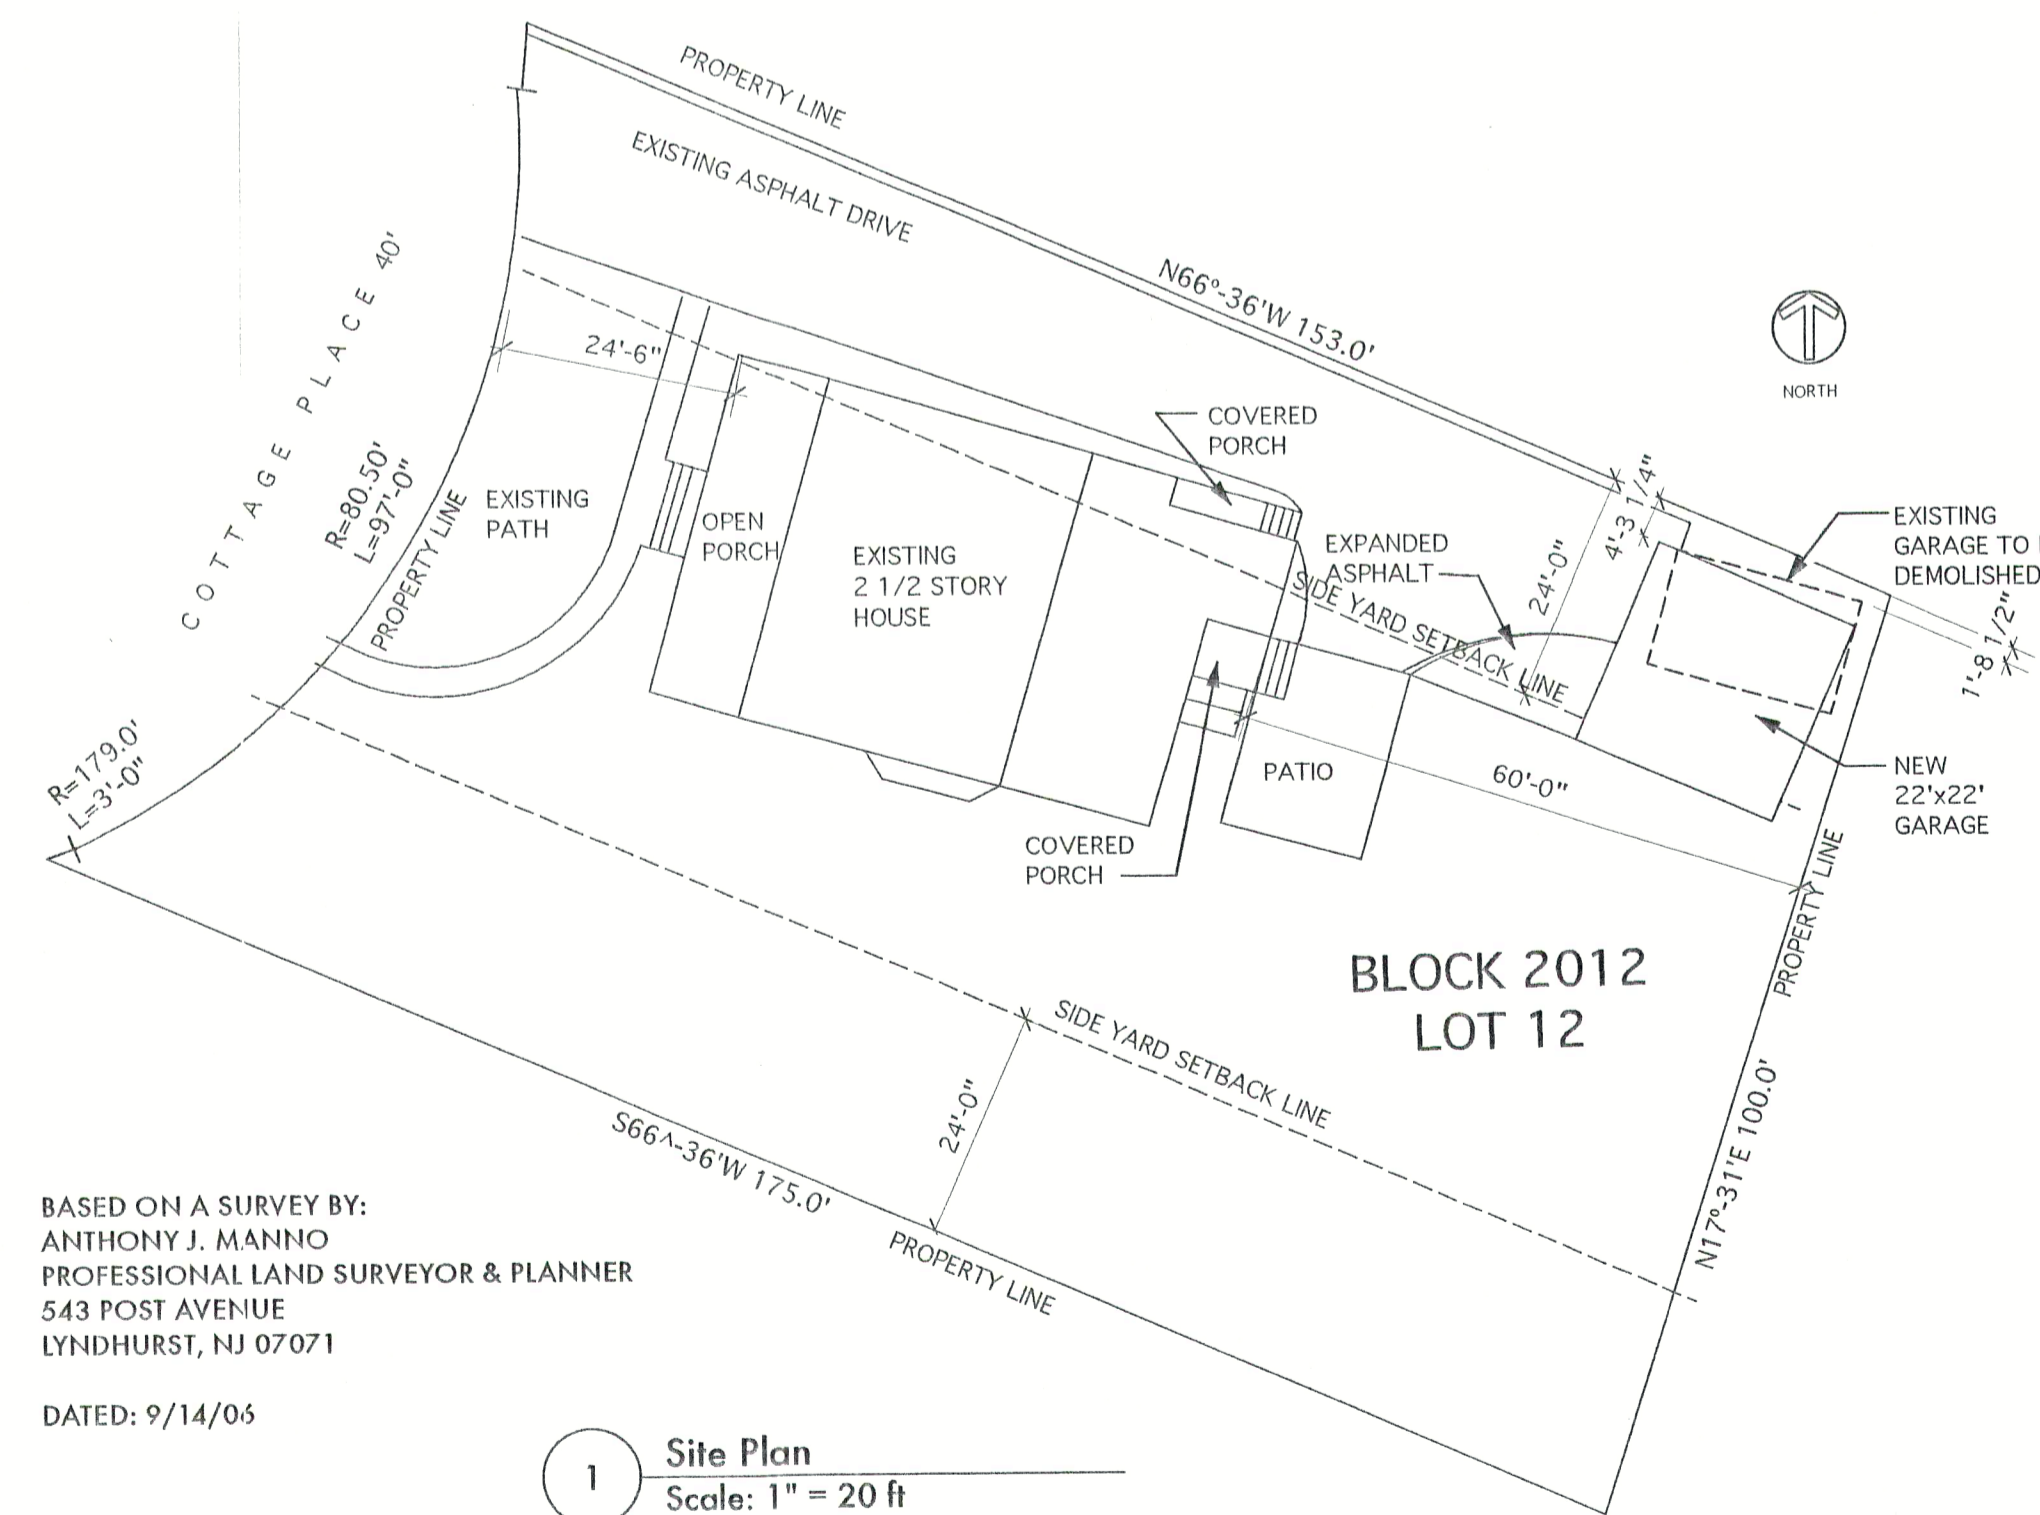 PROPERTY LINE
EXISTING ASPHALT DRIVE
N66º-36'W 153.0'
NORTH
COTTAGE PLACE 40'
24'-6"
COVERED
PORCH
R=80.50'
L=97'-0"
PROPERTY LINE
EXISTING
PATH
OPEN
PORCH
EXISTING
2 1/2 STORY
HOUSE
EXPANDED
ASPHALT
SIDE YARD SETBACK LINE
24'-0"
4'-3 1/4"
EXISTING
GARAGE TO
DEMOLISHED
1'-8 1/2"
R=179.0'
L=3'-0"
PATIO
60'-0"
NEW
22'x22'
GARAGE
COVERED
PORCH
PROPERTY LINE
BLOCK 2012
LOT 12
SIDE YARD SETBACK LINE
24'-0"
N17º-31'E 100.0'
S66^-36'W 175.0'
PROPERTY LINE
BASED ON A SURVEY BY:
ANTHONY J. MANNO
PROFESSIONAL LAND SURVEYOR & PLANNER
543 POST AVENUE
LYNDHURST, NJ 07071
DATED: 9/14/06
1
Site Plan
Scale: 1" = 20 ft